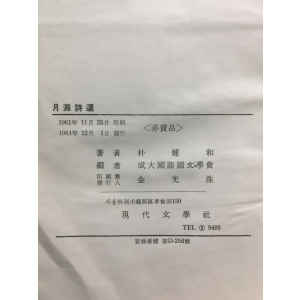 月灘詩選
1961年 11月 25日 印刷
1961年 12月 1日 發行
<非賣品>
著者 朴鍾和
編者 成大國語國文學會
印刷兼
發行人 金光洙
서울特別市鍾路區孝悌洞130
現代文學社
TEL ③ 9493
登錄番號 第D-250號